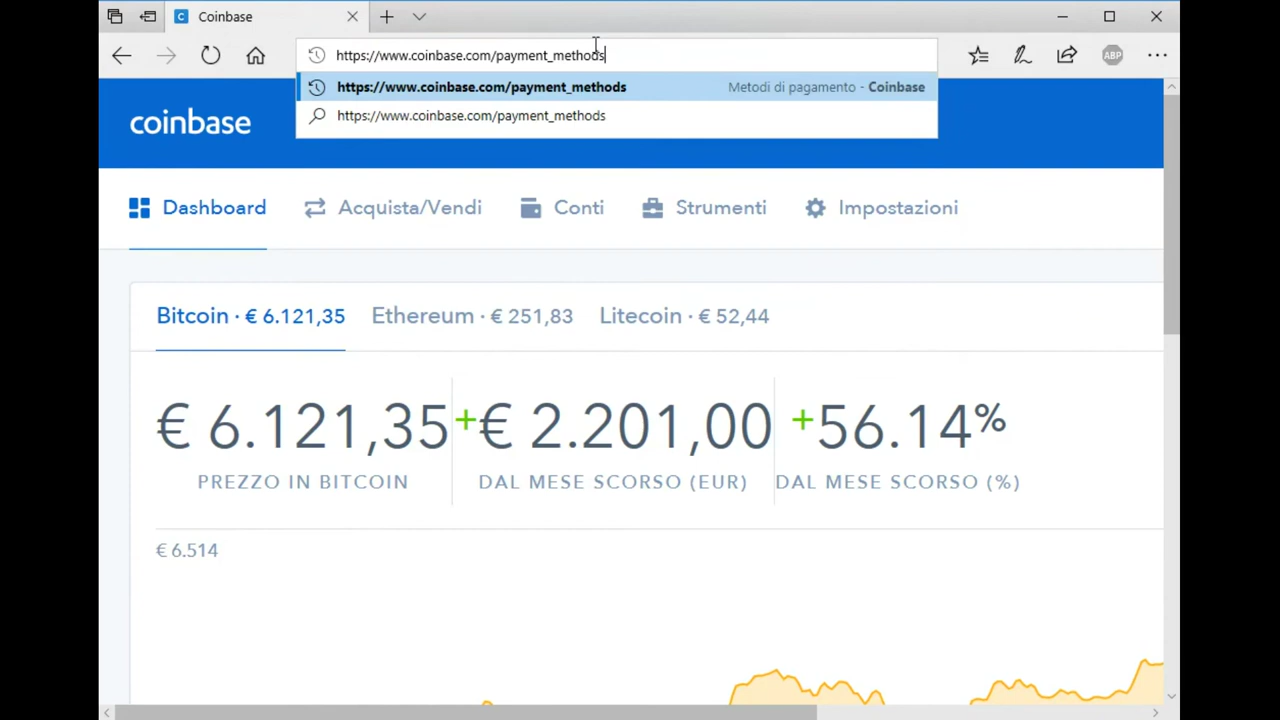 Coinbase
https://www.coinbase.com/payment_methods
ABP
https://www.coinbase.com/payment_methods Metodi di pagamento - Coinbase
https://www.coinbase.com/payment_methods
coinbase
Dashboard Acquista/Vendi Conti Strumenti Impostazioni
Bitcoin · € 6.121,35 Ethereum · € 251,83 Litecoin · € 52,44
€ 6.121,35 +€ 2.201,00 +56.14%
PREZZO IN BITCOIN DAL MESE SCORSO (EUR) DAL MESE SCORSO (%)
€ 6.514